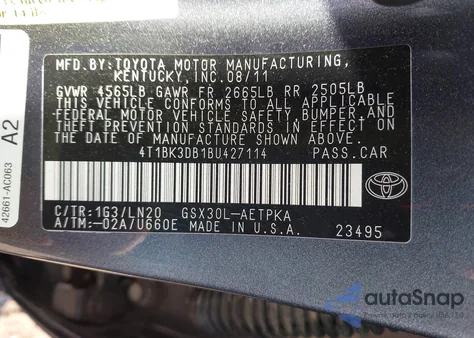 44 lbs.
42661-AC063
A2
MFD.BY:TOYOTA MOTOR MANUFACTURING,
KENTUCKY,INC.08/11
GVWR 4565LB GAWR FR 2665LB RR 2505LB
THIS VEHICLE CONFORMS TO ALL APPLICABLE
FEDERAL MOTOR VEHICLE SAFETY, BUMPER, AND
THEFT PREVENTION STANDARDS IN EFFECT ON THE
DATE OF MANUFACTURE SHOWN ABOVE.
4T1BK3DB1BU427114 PASS.CAR
TOYOTA
C/TR:1G3/LN20 GSX30L-AETPKA
A/TM:-02A/U660E MADE IN U.S.A.
23495
autoSnap